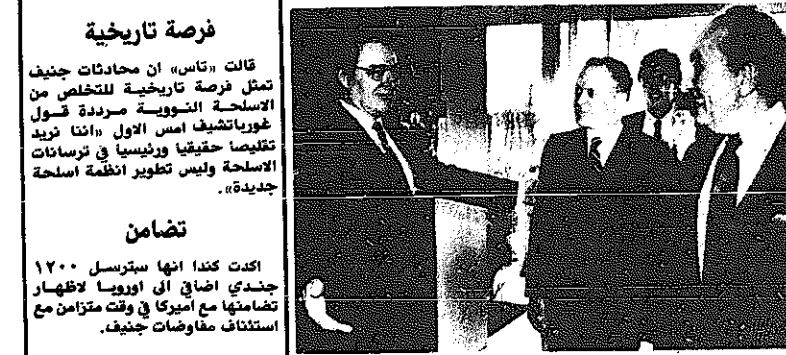 فرصة تاريخية
قالت «تاس» ان محادثات جنيف
تمثل فرصة تاريخية للتخلص من
الاسلحة النووية مرددة قول
غورباتشيف امس الاول «اننا نريد
تقليصا حقيقيا ورئيسيا في ترسانات
الاسلحة وليس تطوير انظمة اسلحة
جديدة».
تضامن
اكدت كندا انها سترسل ١٢٠٠
جندي اضافي الى اوروبا لاظهار
تضامنها مع اميركا في وقت متزامن مع
استئناف مفاوضات جنيف.